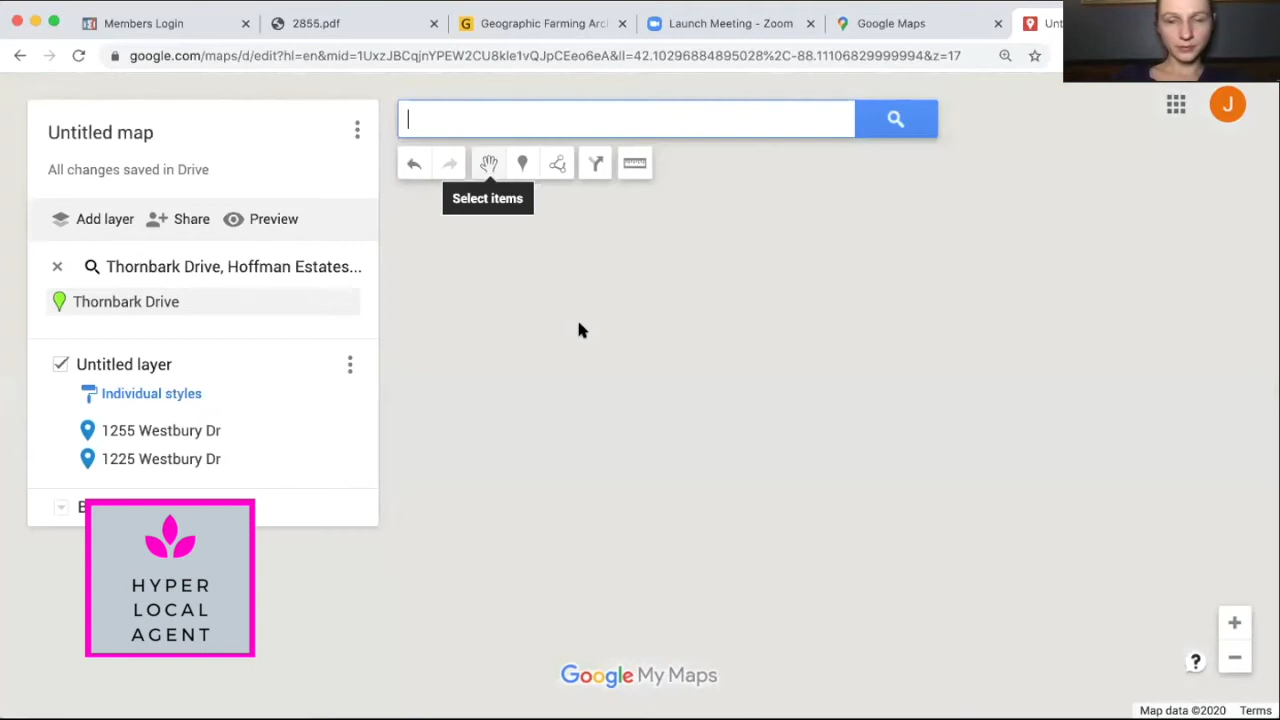 Members Login
2855.pdf
Geographic Farming Arc
Launch Meeting - Zoom
Google Maps
Unt
google.com/maps/d/edit?hl=en&mid=1UxzJBCqjnYPEW2CU8kIe1vQJpCEeo6eA&ll=42.10296884895028%2C-88.11106829999994&z=17
Untitled map
J
All changes saved in Drive
Select items
Add layer
Share
Preview
Thornbark Drive, Hoffman Estates...
Thornbark Drive
Untitled layer
Individual styles
1255 Westbury Dr
1225 Westbury Dr
HYPER
LOCAL
AGENT
+
−
?
Google My Maps
Map data ©2020 Terms